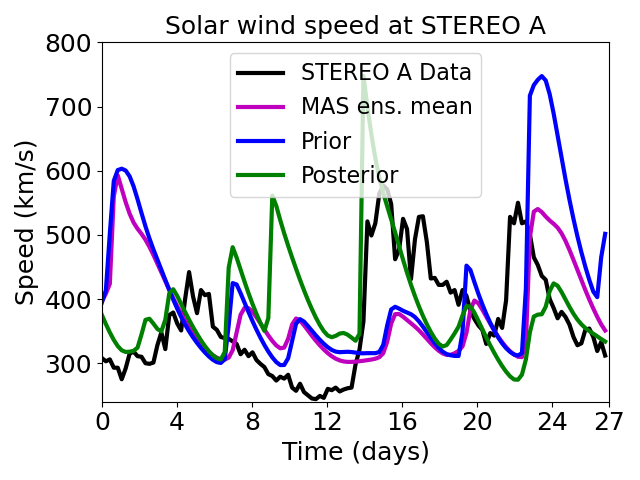 Solar wind speed at STEREO A
Speed (km/s)
800
700
600
500
400
300
STEREO A Data
MAS ens. mean
Prior
Posterior
0 4 8 12 16 20 24 27
Time (days)